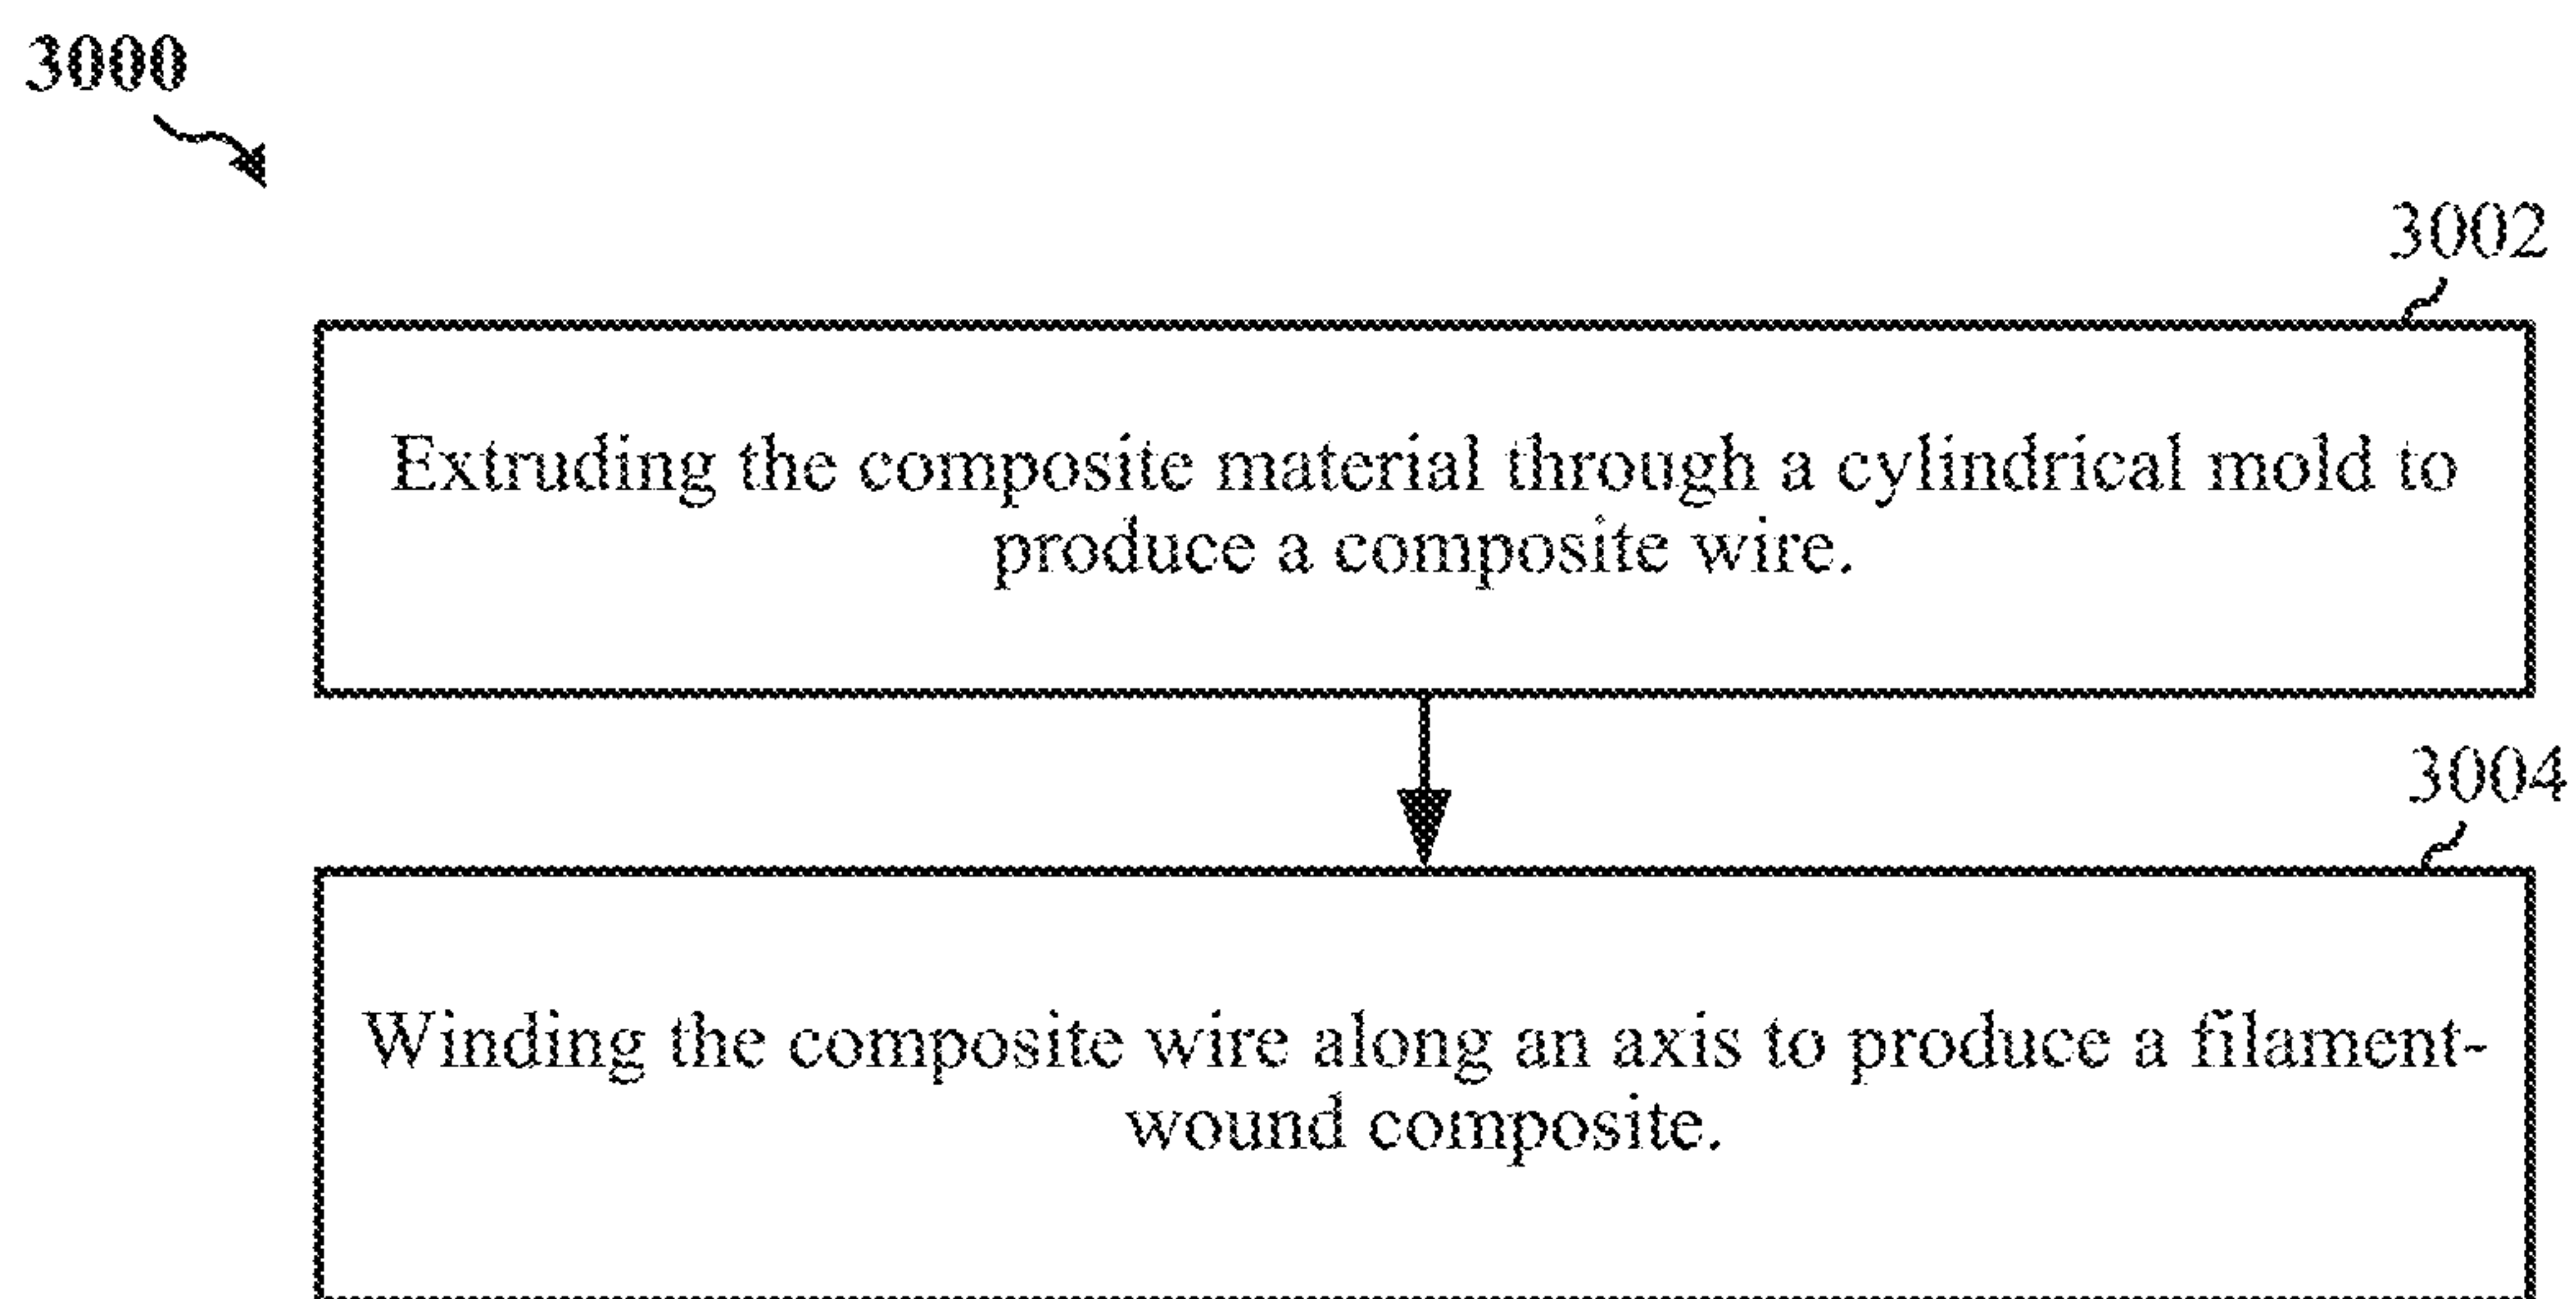 3000
3002
Extruding the composite material through a cylindrical mold to
produce a composite wire.
3004
Winding the composite wire along an axis to produce a filament-
wound composite.